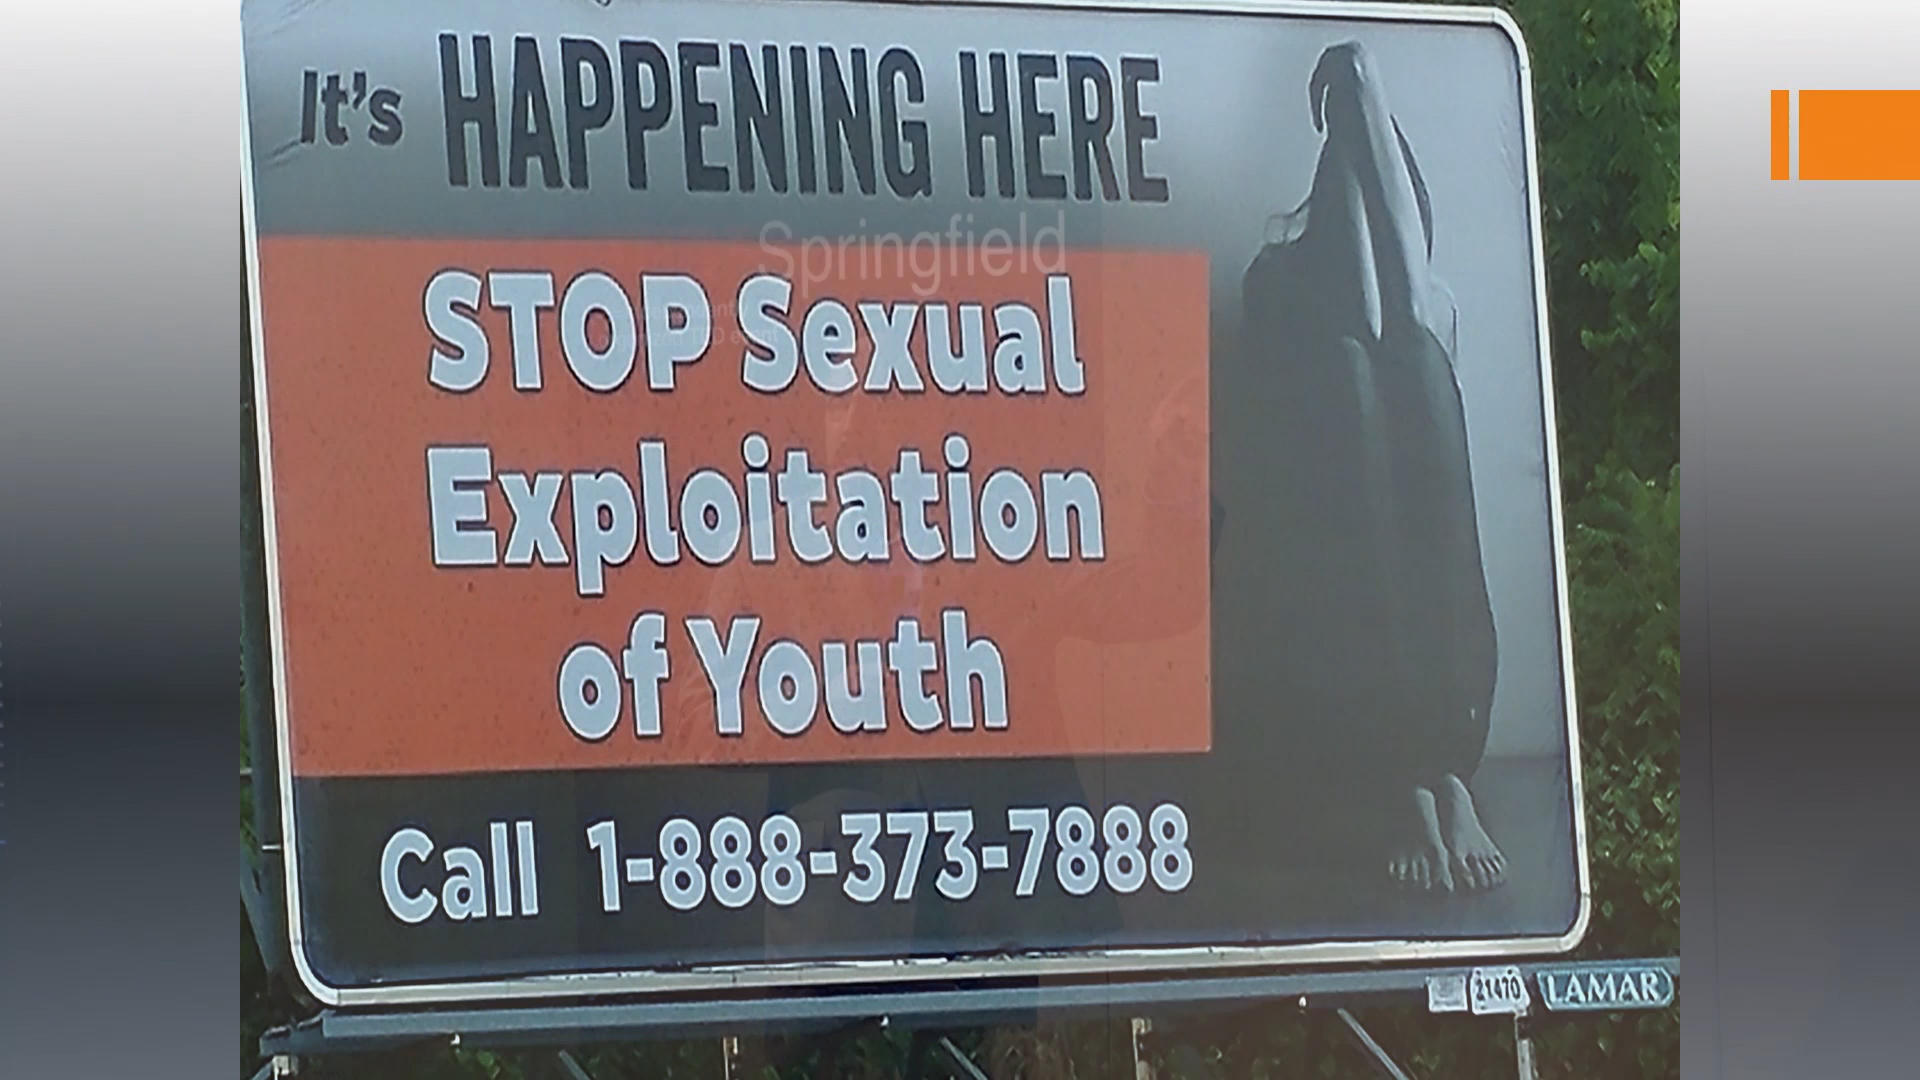 It's HAPPENING HERE
Springfield
STOP Sexual
Exploitation
of Youth
Call 1-888-373-7888
21470 LAMAR